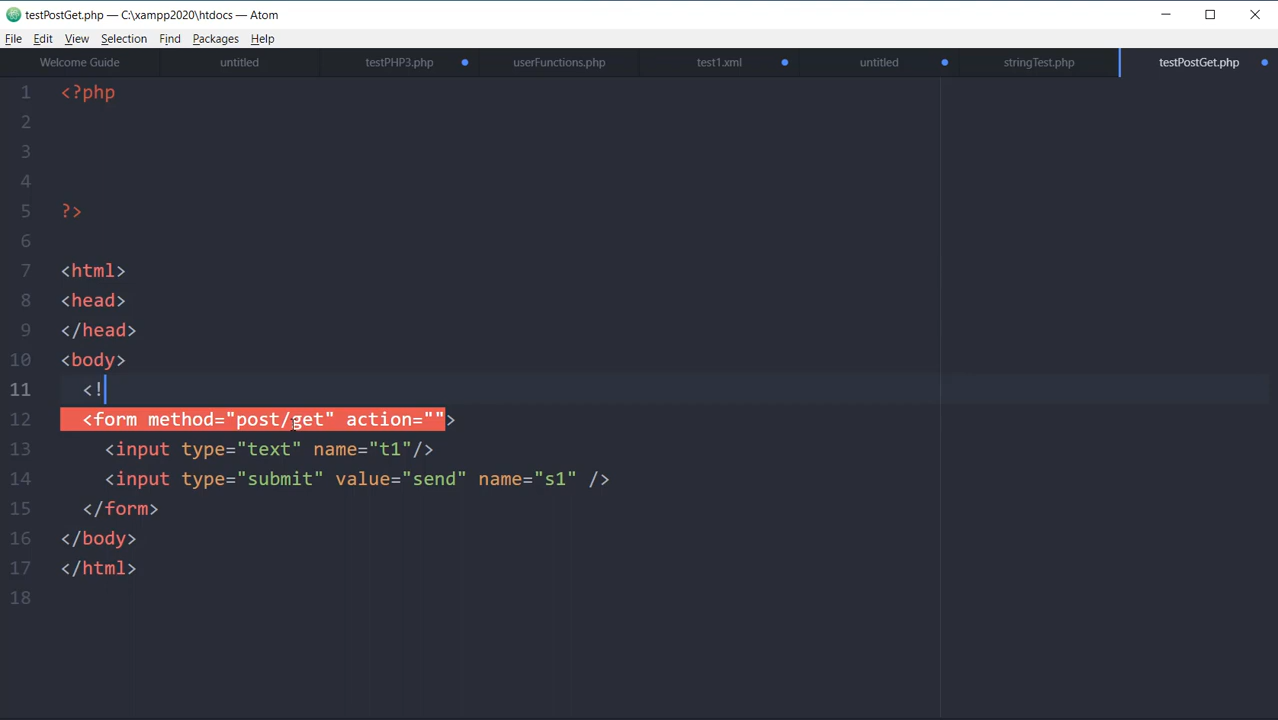 testPostGet.php — C:\xampp2020\htdocs — Atom
File Edit View Selection Find Packages Help
Welcome Guide untitled testPHP3.php userFunctions.php test1.xml untitled stringTest.php testPostGet.php
1 <?php
2
3
4
5 ?>
6
7 <html>
8 <head>
9 </head>
10 <body>
11 <!
12 <form method="post/get" action="">
13 <input type="text" name="t1"/>
14 <input type="submit" value="send" name="s1" />
15 </form>
16 </body>
17 </html>
18